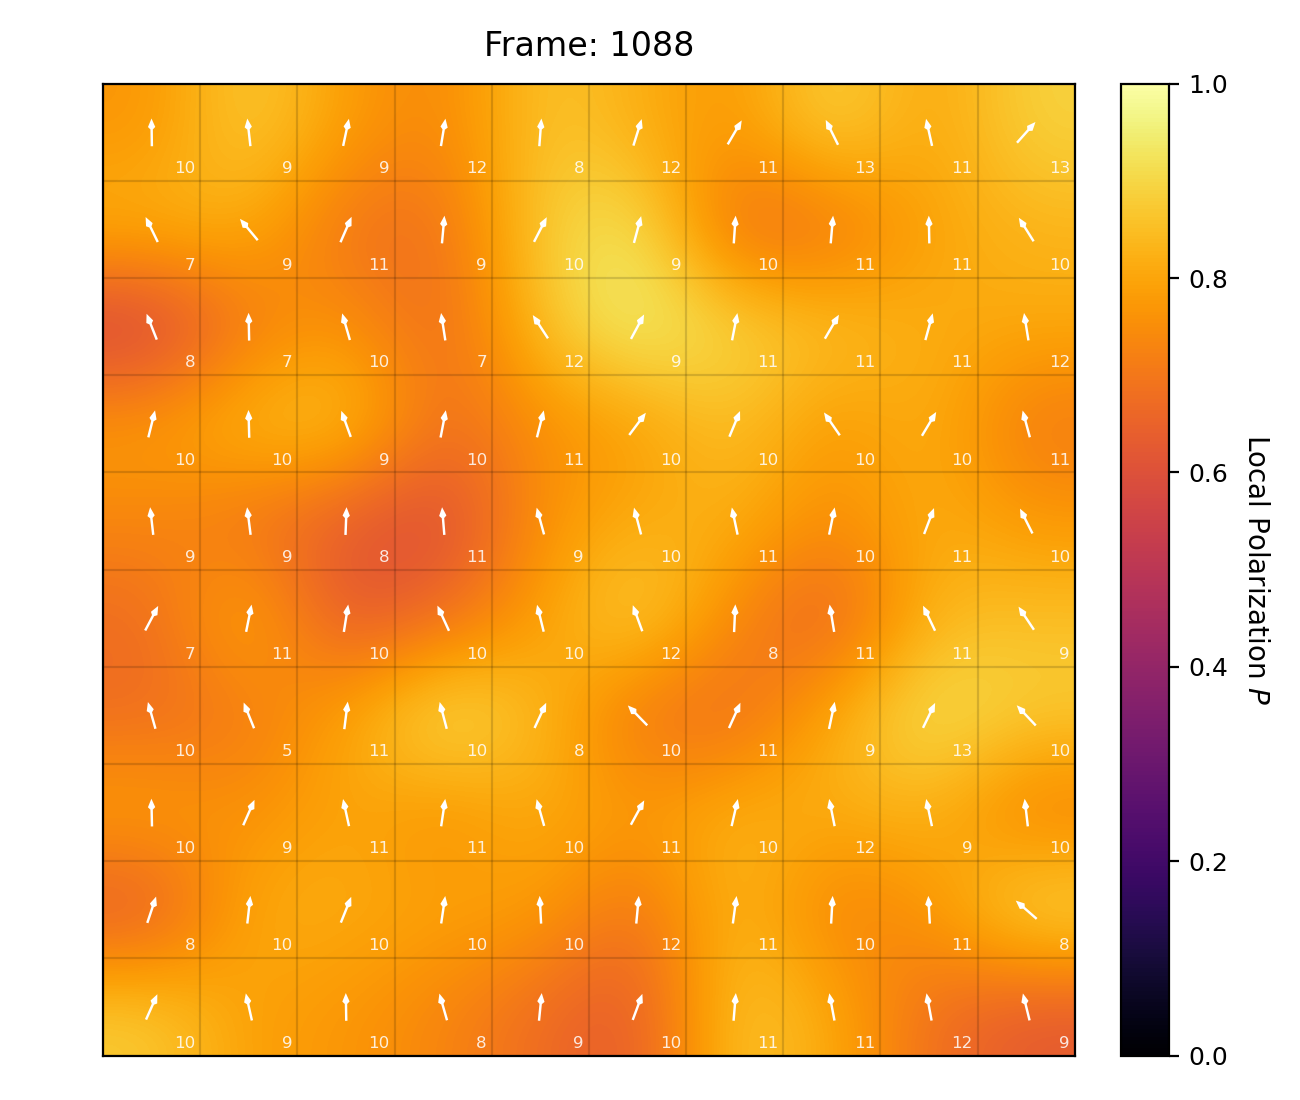 Frame: 1088
10 9 9 12 8 12 11 13 11 13
7 9 11 9 10 9 10 11 11 10
8 7 10 7 12 9 11 11 11 12
10 10 9 10 11 10 10 10 10 11
9 9 8 11 9 10 11 10 11 10
7 11 10 10 10 12 8 11 11 9
10 5 11 10 8 10 11 9 13 10
10 9 11 11 10 11 10 12 9 10
8 10 10 10 10 12 11 10 11 8
10 9 10 8 9 10 11 11 12 9
1.0
0.8
0.6
0.4
0.2
0.0
Local Polarization P